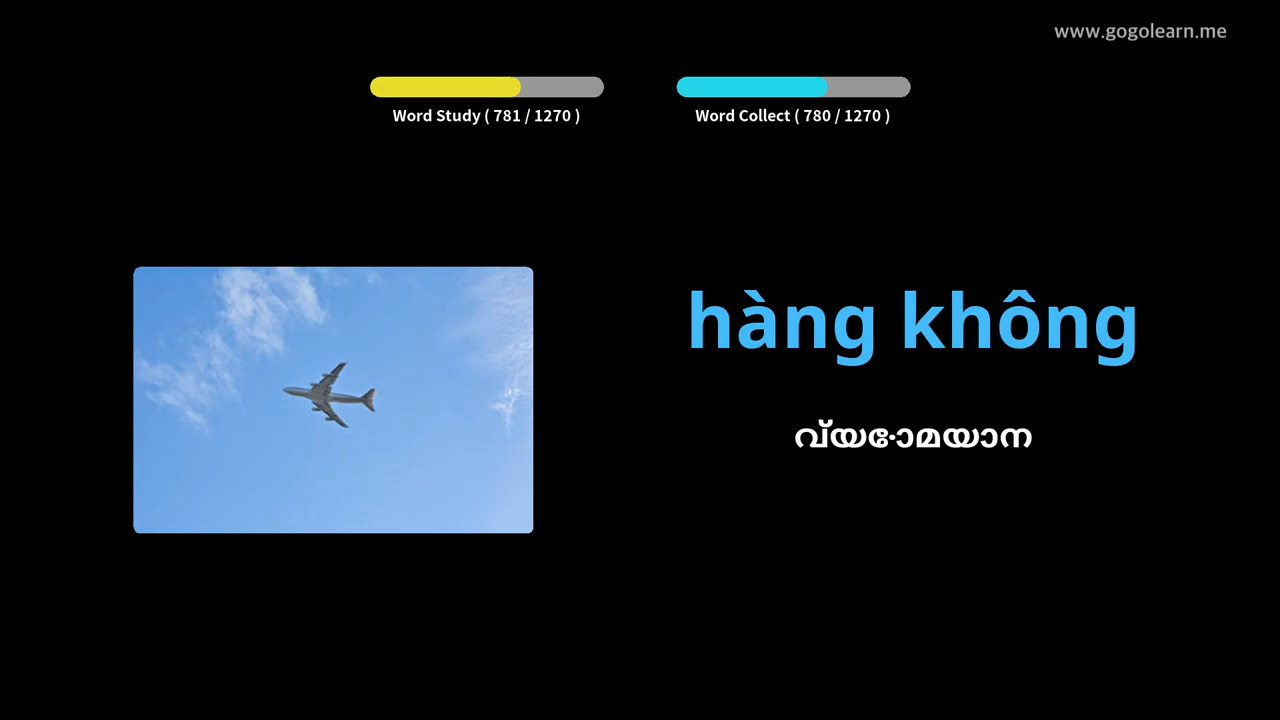 www.gogolearn.me
Word Study ( 781 / 1270 )
Word Collect ( 780 / 1270 )
hàng không
വ്യോമയാന